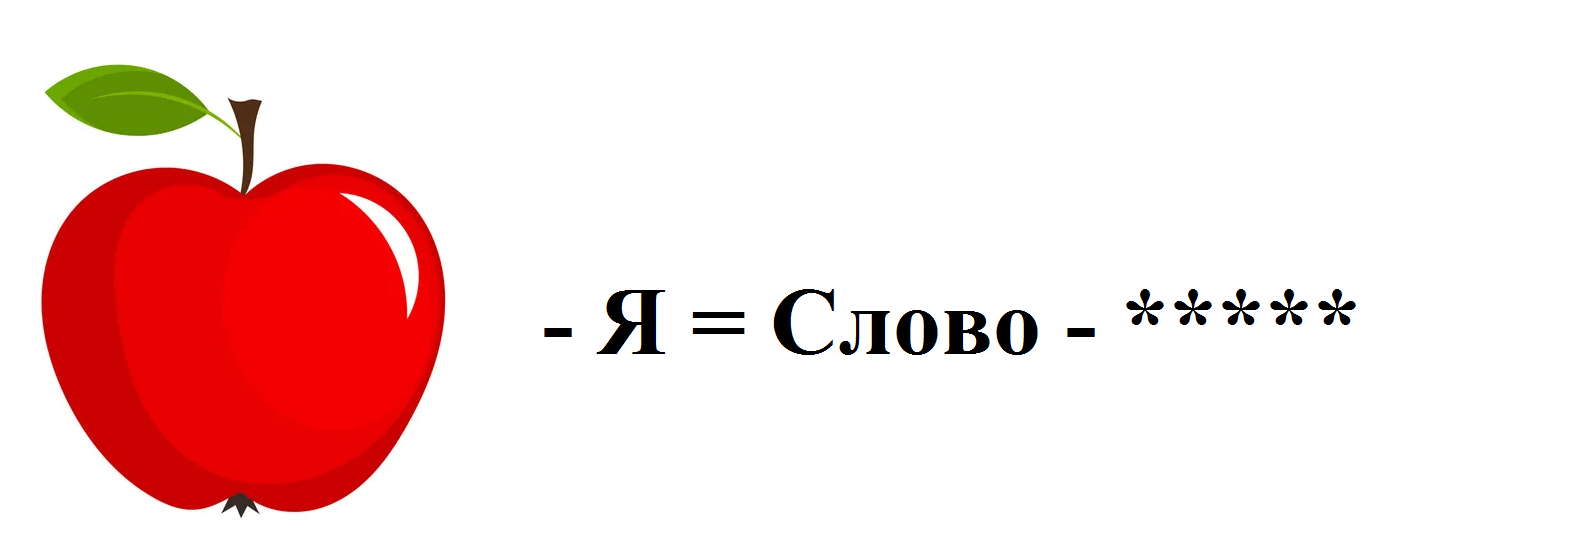 - Я = Слово - *****